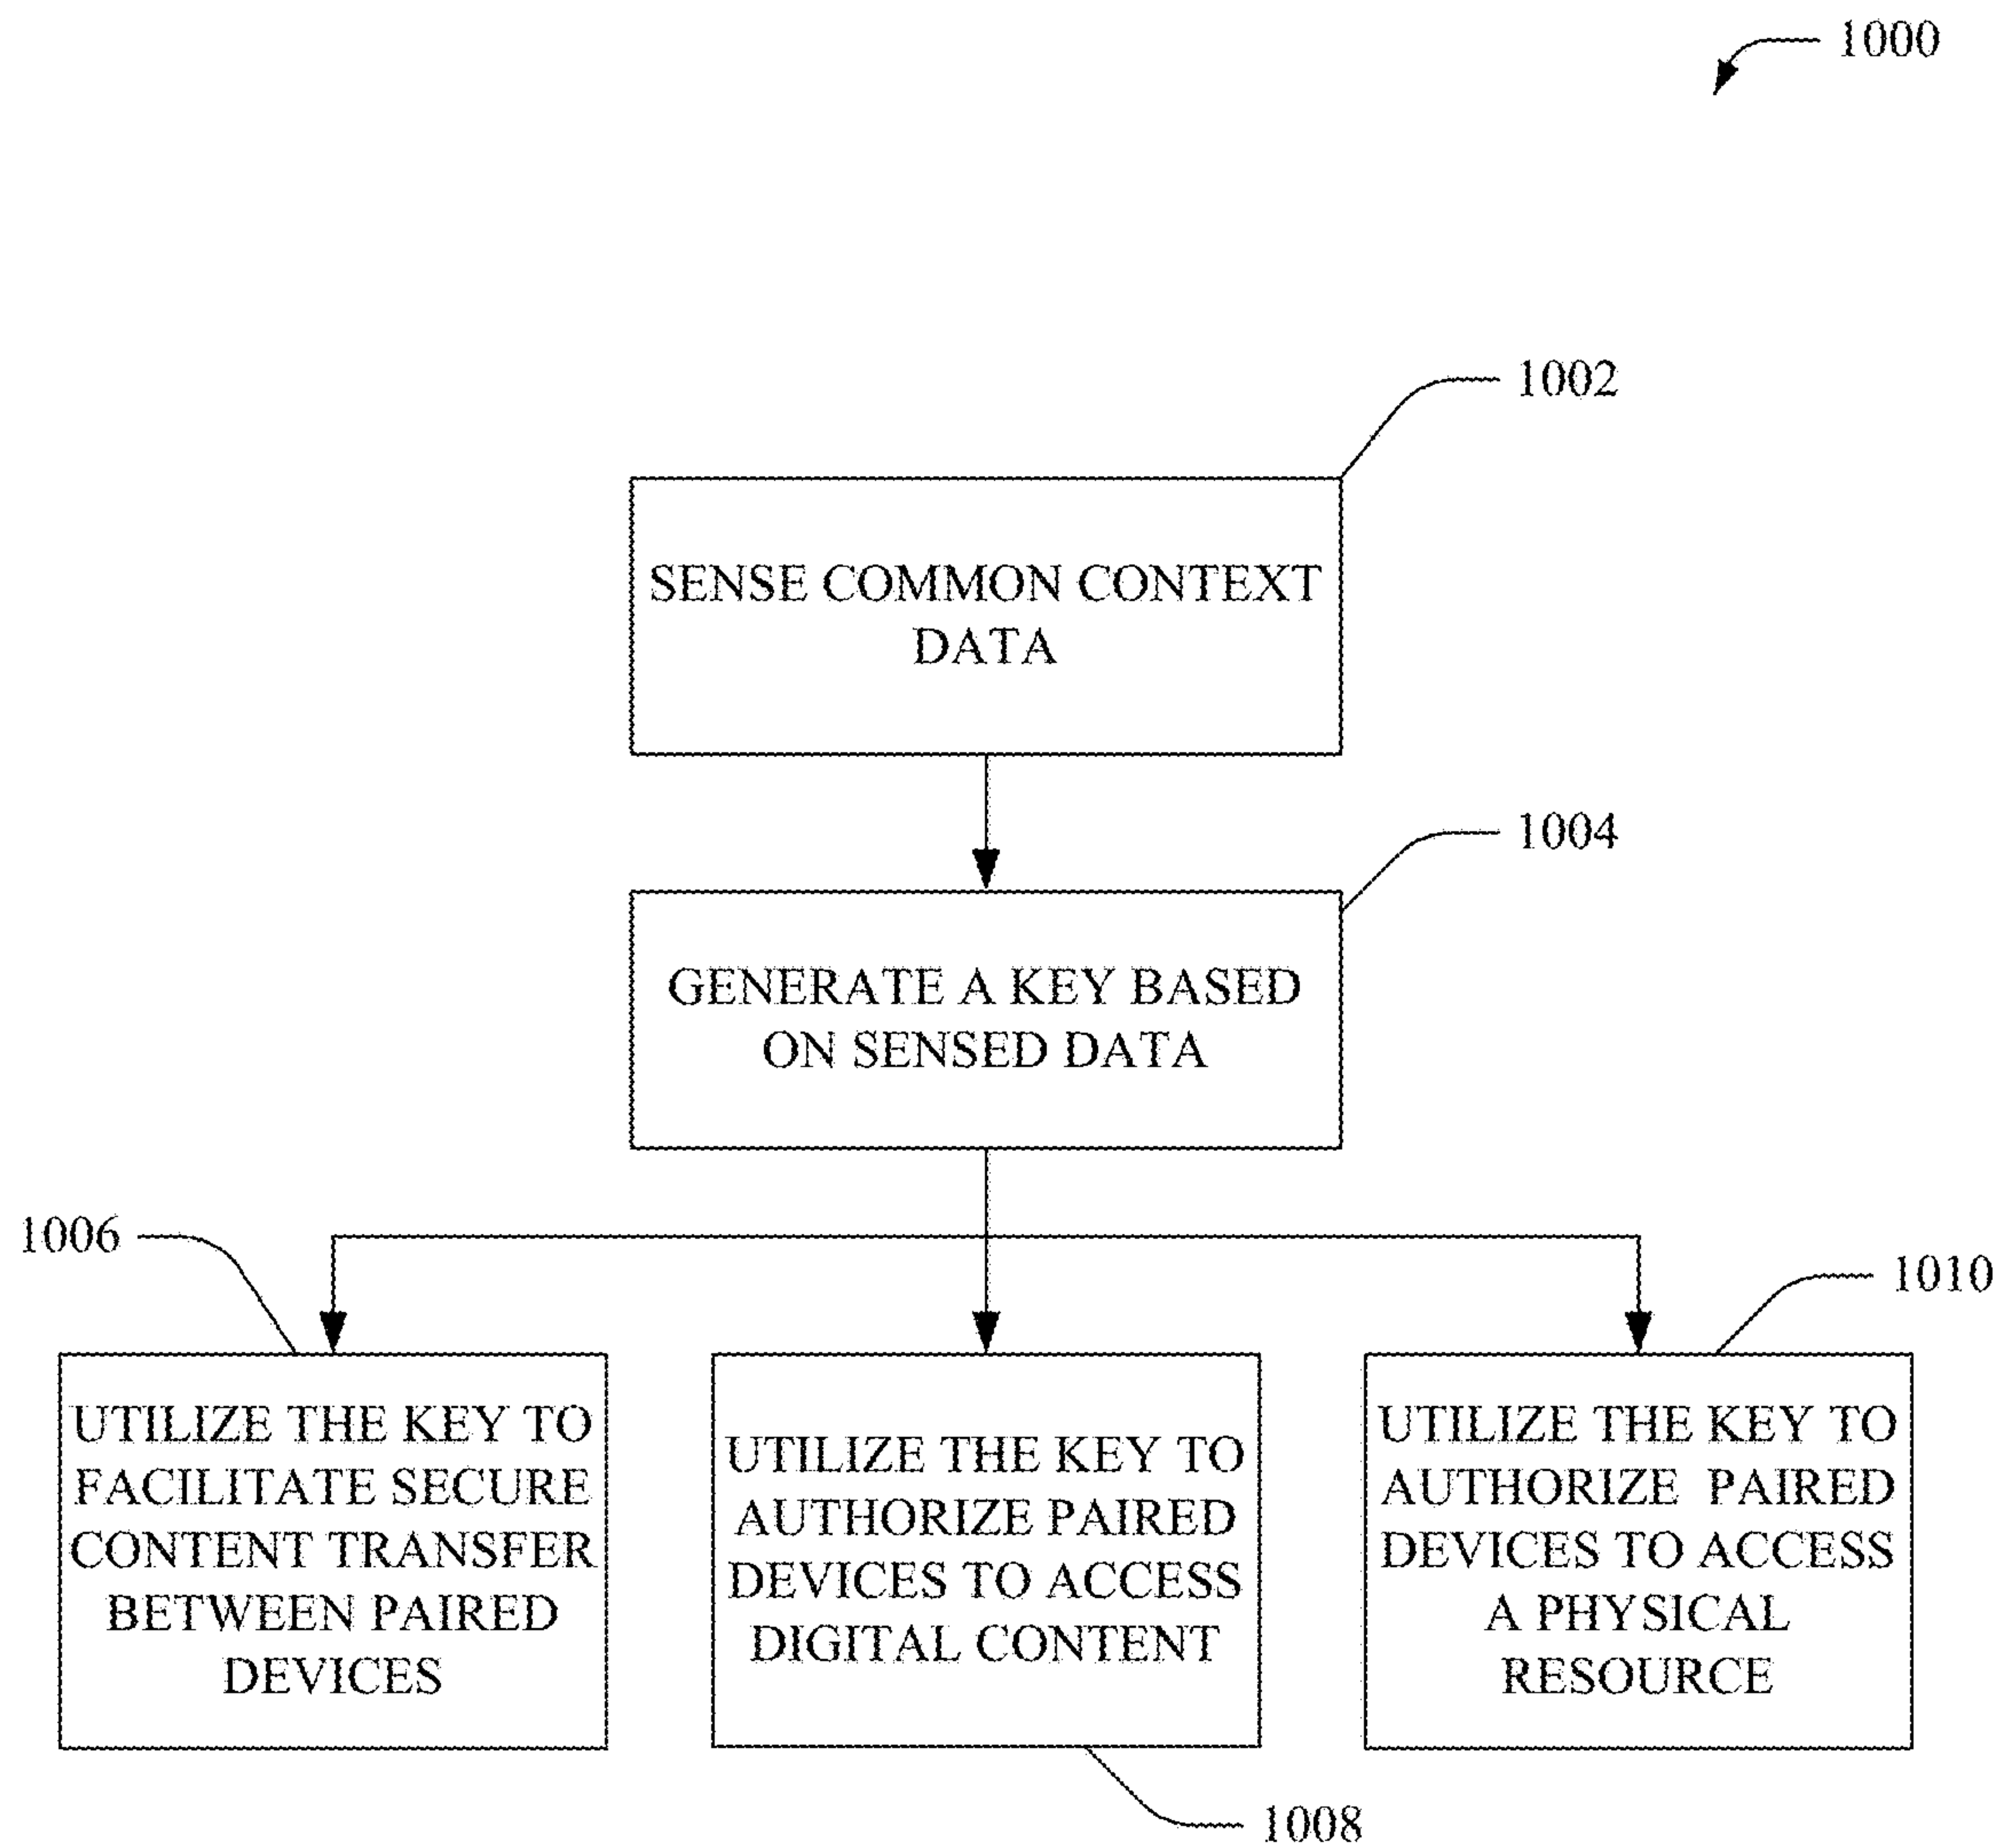 1000
1002
SENSE COMMON CONTEXT
DATA
1004
GENERATE A KEY BASED
ON SENSED DATA
1006
1010
UTILIZE THE KEY TO
FACILITATE SECURE
CONTENT TRANSFER
BETWEEN PAIRED
DEVICES
UTILIZE THE KEY TO
AUTHORIZE PAIRED
DEVICES TO ACCESS
DIGITAL CONTENT
UTILIZE THE KEY TO
AUTHORIZE PAIRED
DEVICES TO ACCESS
A PHYSICAL
RESOURCE
1008